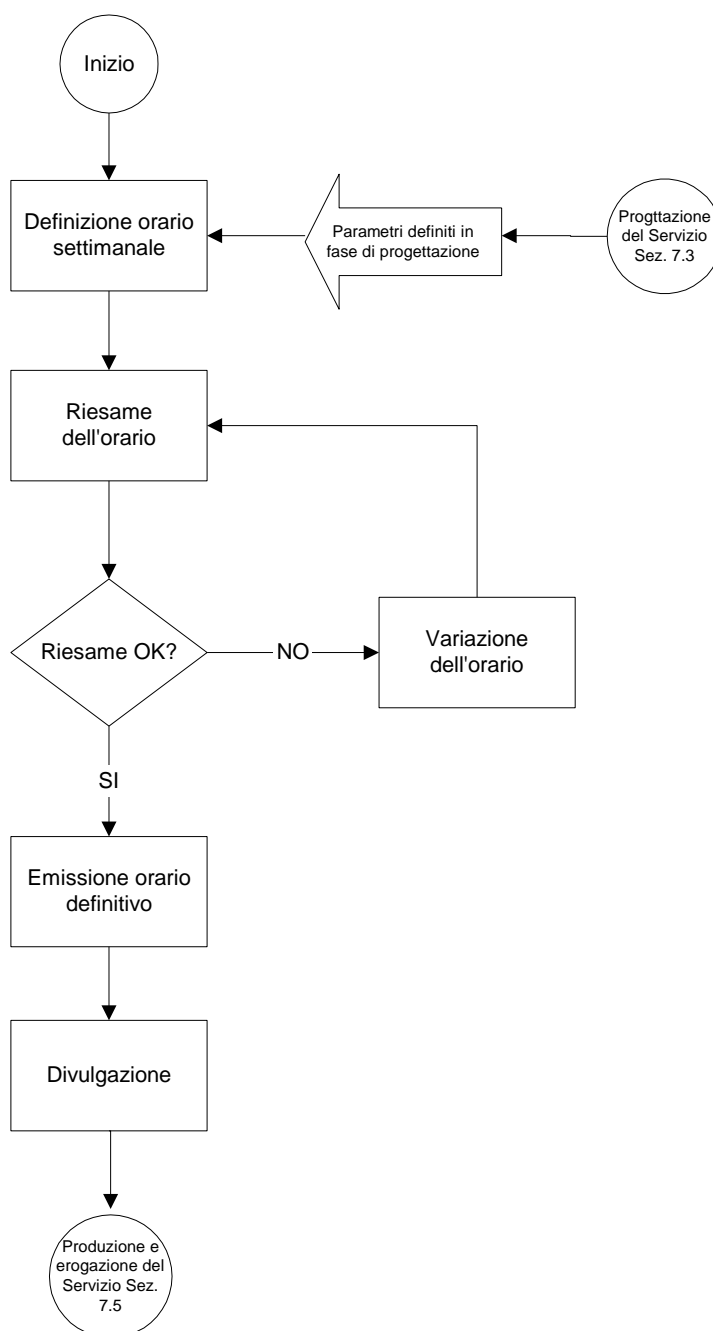 Inizio
Definizione orario
settimanale
Parametri definiti in
fase di progettazione
Progttazione
del Servizio
Sez. 7.3
Riesame
dell'orario
Riesame OK?
NO
Variazione
dell'orario
SI
Emissione orario
definitivo
Divulgazione
Produzione e
erogazione del
Servizio Sez.
7.5